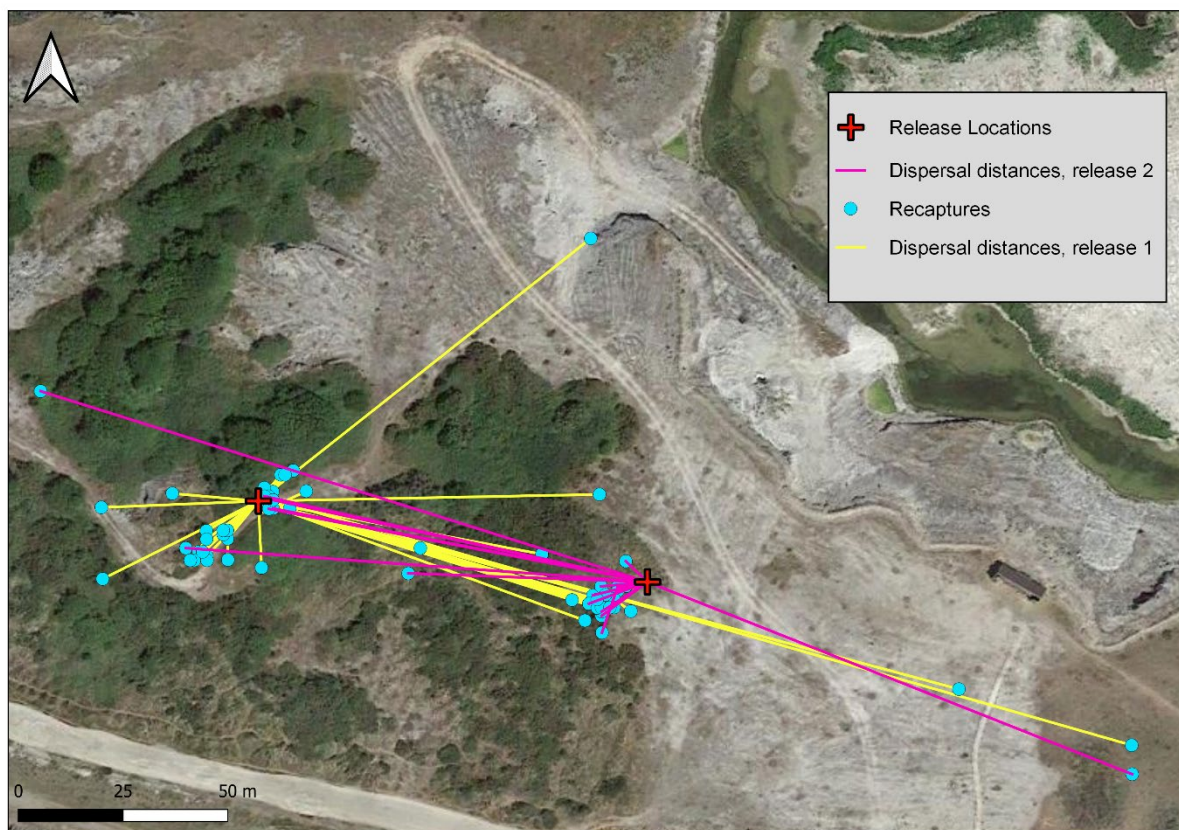 Release Locations
Dispersal distances, release 2
Recaptures
Dispersal distances, release 1
0 25 50 m